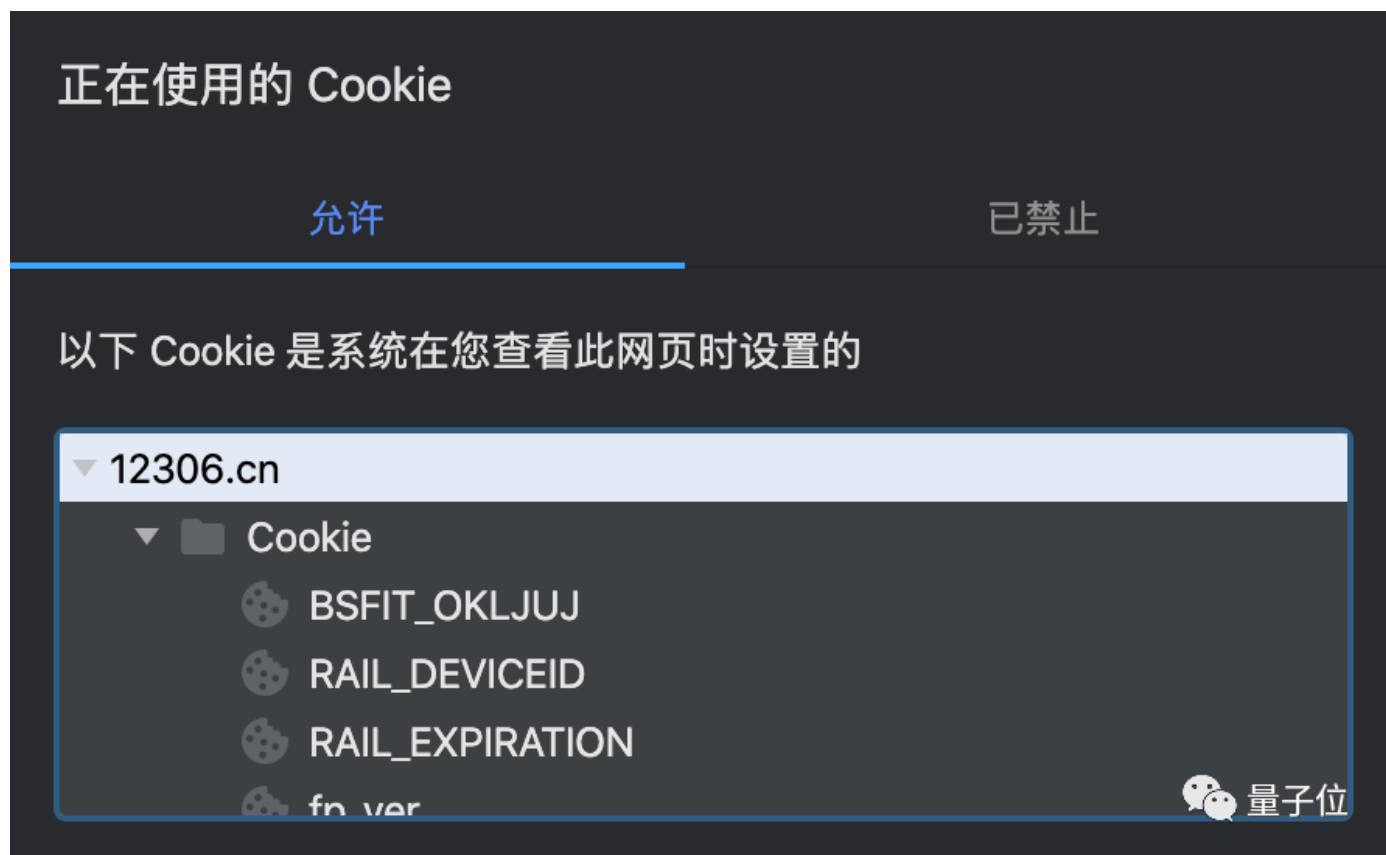 正在使用的 Cookie
允许
已禁止
以下 Cookie 是系统在您查看此网页时设置的
12306.cn
Cookie
BSFIT_OKLJUJ
RAIL_DEVICEID
RAIL_EXPIRATION
fp_ver
量子位